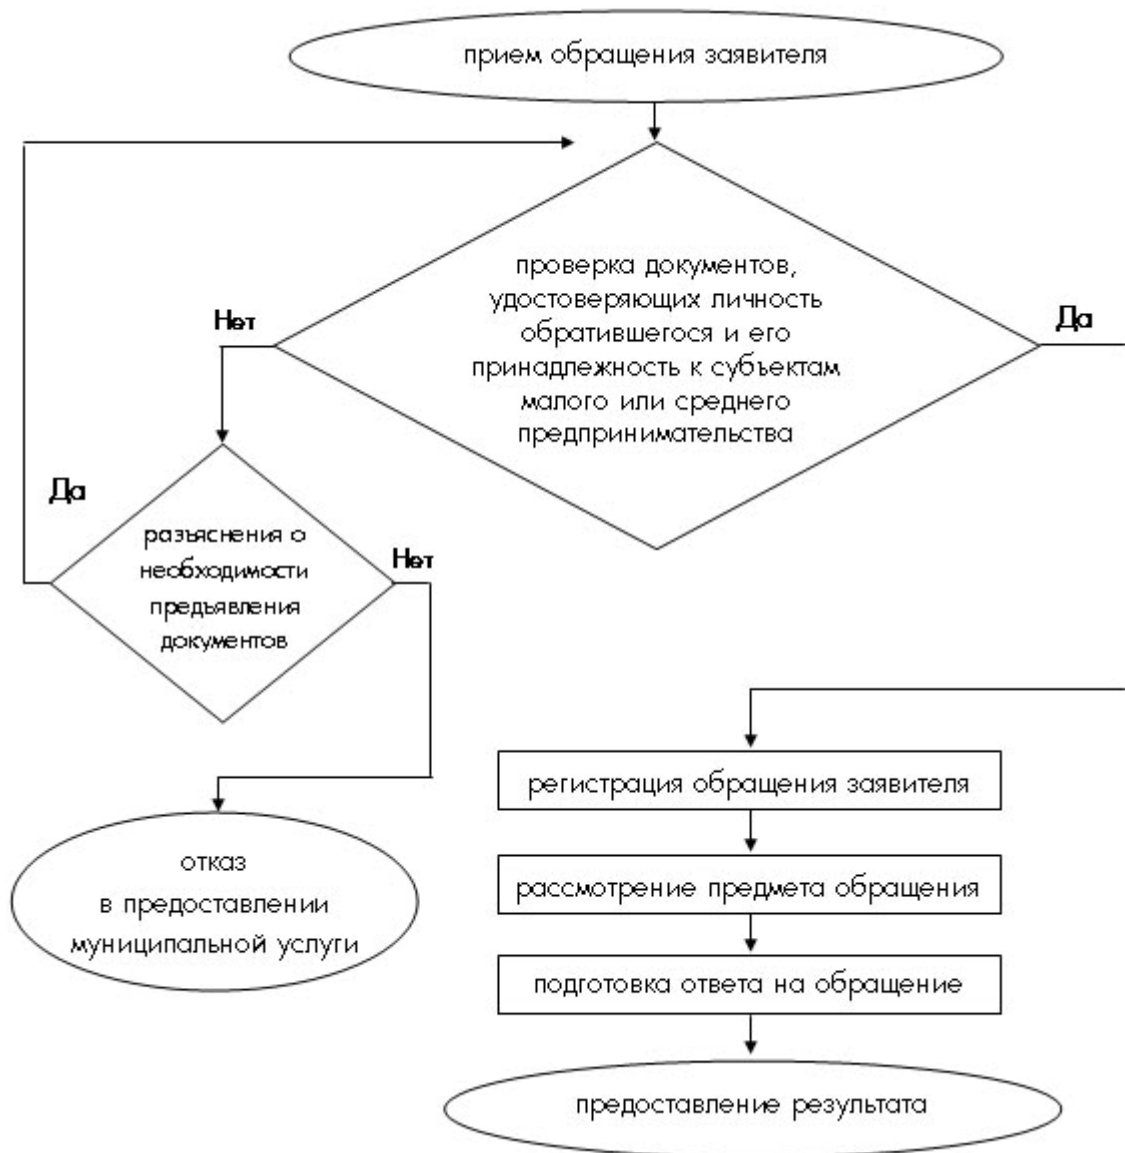 прием обращения заявителя
проверка документов,
удостоверяющих личность
обратившегося и его
принадлежность к субъектам
малого или среднего
предпринимательства
Нет
Да
Да
разъяснения о
необходимости
предъявления
документов
Нет
отказ
в предоставлении
муниципальной услуги
регистрация обращения заявителя
рассмотрение предмета обращения
подготовка ответа на обращение
предоставление результата